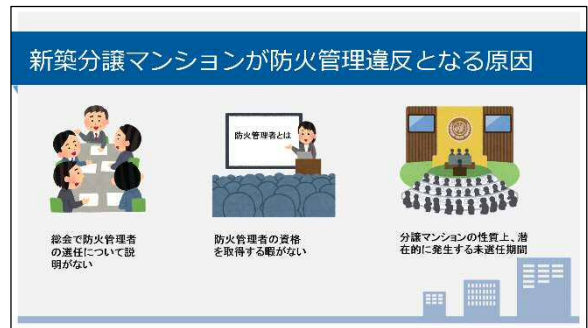 新築分譲マンションが防火管理違反となる原因
防火管理者とは
総会で防火管理者
の選任について説
明がない
防火管理者の資格
を取得する暇がない
分譲マンションの性質上、潜
在的に発生する未選任期間